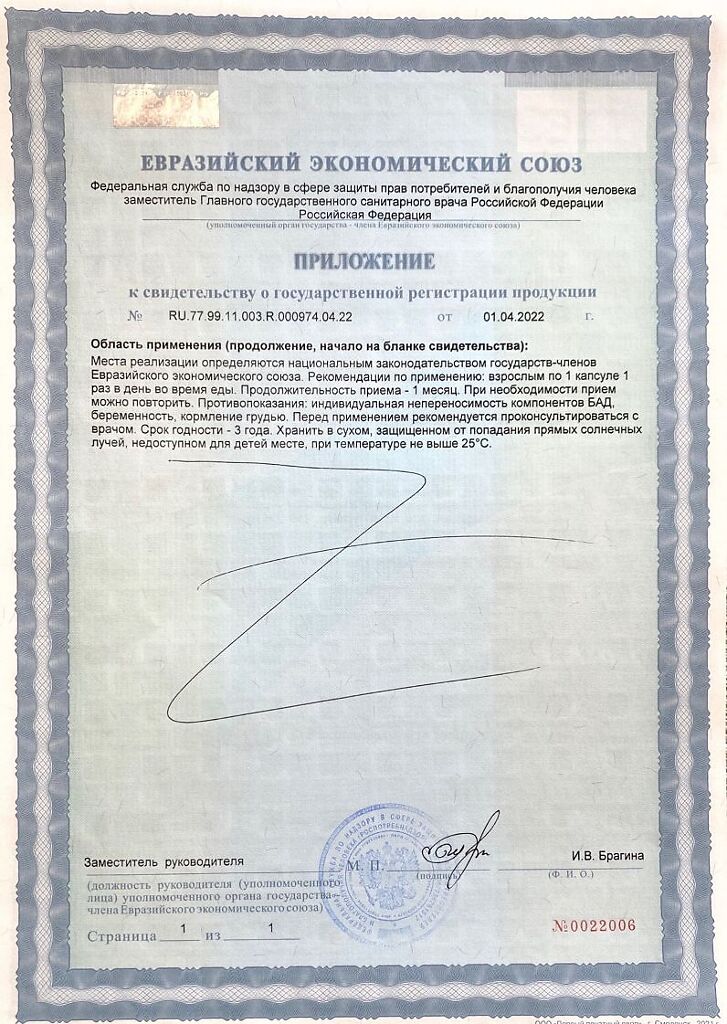 ЕВРАЗИЙСКИЙ ЭКОНОМИЧЕСКИЙ СОЮЗ
Федеральная служба по надзору в сфере защиты прав потребителей и благополучия человека
заместитель Главного государственного санитарного врача Российской Федерации
Российская Федерация
(уполномоченный орган государства - члена Евразийского экономического союза)
ПРИЛОЖЕНИЕ
к свидетельству о государственной регистрации продукции
№ RU.77.99.11.003.R.000974.04.22 от 01.04.2022 г.
Область применения (продолжение, начало на бланке свидетельства):
Места реализации определяются национальным законодательством государств-членов
Евразийского экономического союза. Рекомендации по применению: взрослым по 1 капсуле 1
раз в день во время еды. Продолжительность приема - 1 месяц. При необходимости прием
можно повторить. Противопоказания: индивидуальная непереносимость компонентов БАД,
беременность, кормление грудью. Перед применением рекомендуется проконсультироваться с
врачом. Срок годности - 3 года. Хранить в сухом, защищенном от попадания прямых солнечных
лучей, недоступном для детей месте, при температуре не выше 25°С.
Заместитель руководителя М. П. (подпись) И.В. Брагина
(Ф. И. О.)
(должность руководителя (уполномоченного
лица) уполномоченного органа государства-
члена Евразийского экономического союза)
Страница 1 из 1
№0022006